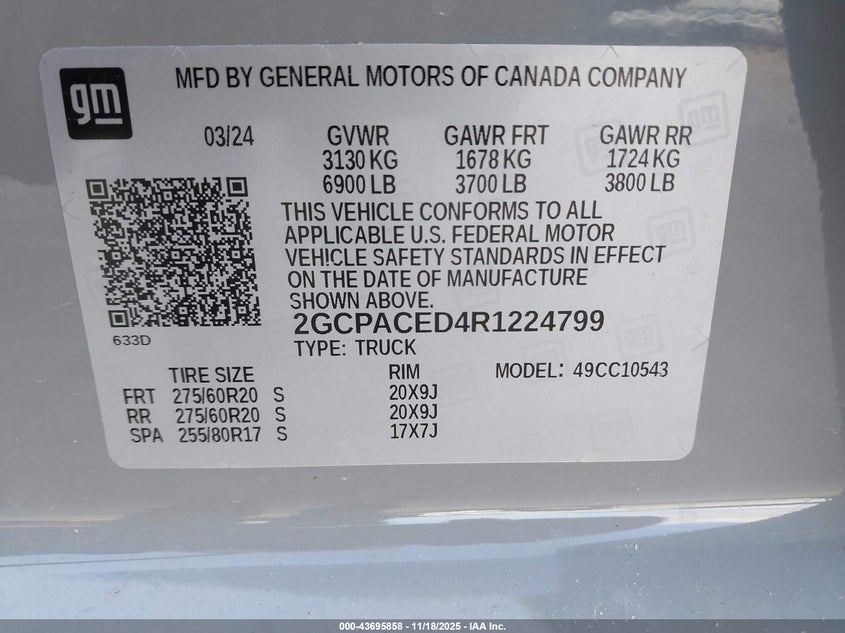 gm
MFD BY GENERAL MOTORS OF CANADA COMPANY
03/24 GVWR GAWR FRT GAWR RR
3130 KG 1678 KG 1724 KG
6900 LB 3700 LB 3800 LB
THIS VEHICLE CONFORMS TO ALL
APPLICABLE U.S. FEDERAL MOTOR
VEHICLE SAFETY STANDARDS IN EFFECT
ON THE DATE OF MANUFACTURE
SHOWN ABOVE.
2GCPACED4R1224799
633D
TYPE: TRUCK
TIRE SIZE RIM MODEL: 49CC10543
FRT 275/60R20 S 20X9J
RR 275/60R20 S 20X9J
SPA 255/80R17 S 17X7J
000-43695858 - 11/18/2025 - IAA Inc.